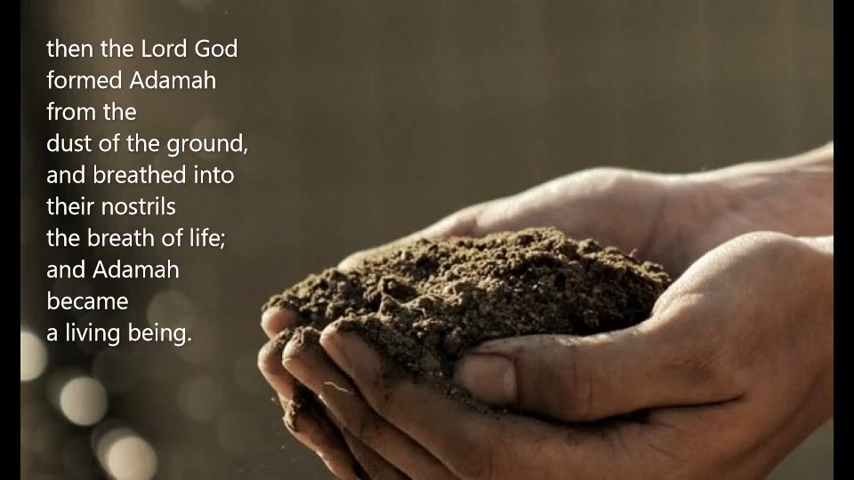 then the Lord God
formed Adamah
from the
dust of the ground,
and breathed into
their nostrils
the breath of life;
and Adamah
became
a living being.